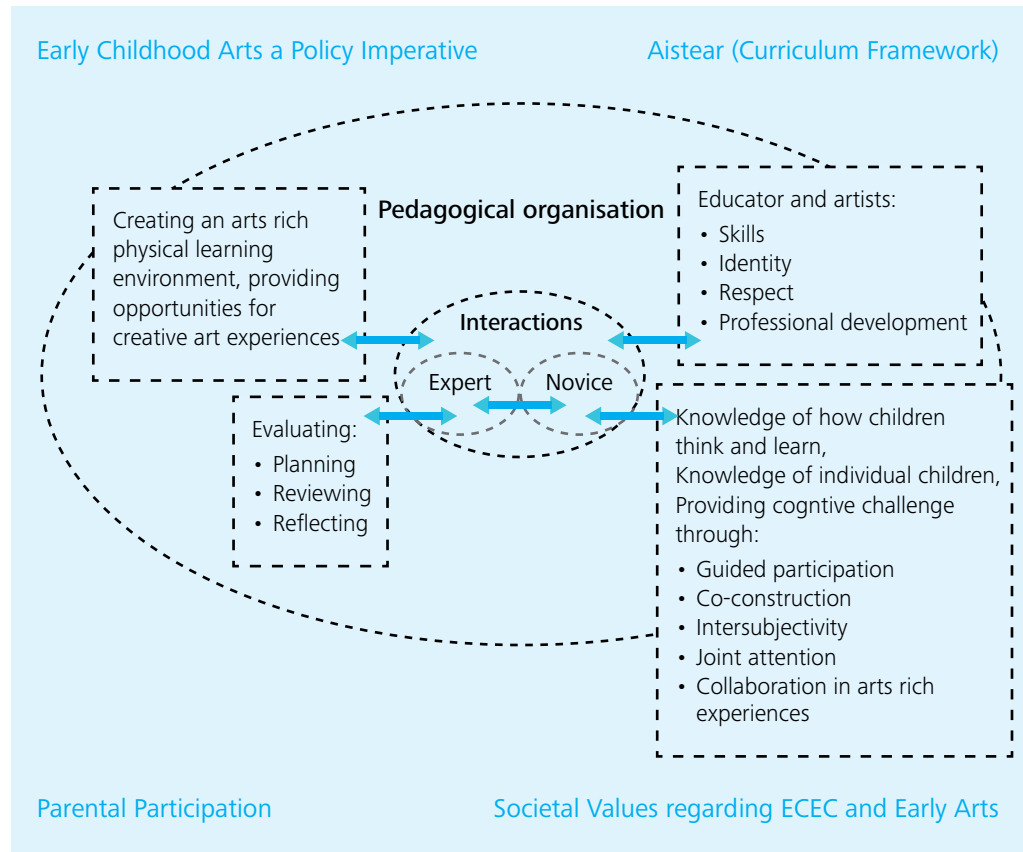 Early Childhood Arts a Policy Imperative
Aistear (Curriculum Framework)
Creating an arts rich
physical learning
environment, providing
opportunities for
creative art experiences
Pedagogical organisation
Educator and artists:
• Skills
• Identity
• Respect
• Professional development
Interactions
Expert
Novice
Evaluating:
• Planning
• Reviewing
• Reflecting
Knowledge of how children
think and learn,
Knowledge of individual children,
Providing cogntive challenge
through:
• Guided participation
• Co-construction
• Intersubjectivity
• Joint attention
• Collaboration in arts rich
experiences
Parental Participation
Societal Values regarding ECEC and Early Arts